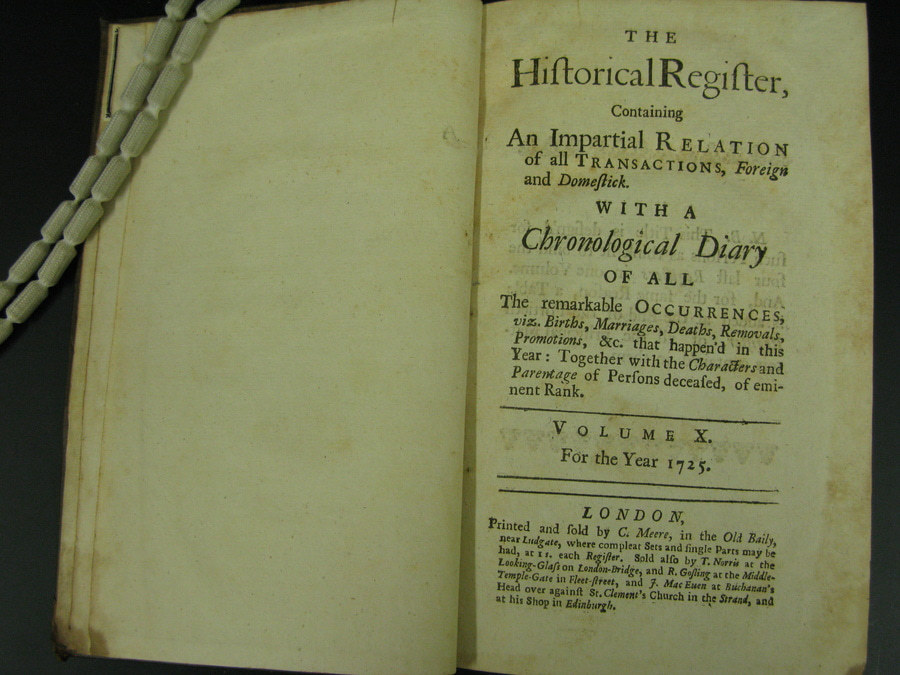 THE
Hiſtorical Regiſter,
Containing
An Impartial RELATION
of all TRANSACTIONS, Foreign
and Domeſtick.
WITH A
Chronological Diary
OF ALL
The remarkable OCCURRENCES,
viz. Births, Marriages, Deaths, Removals,
Promotions, &c. that happen'd in this
Year: Together with the Characters and
Parentage of Perſons deceaſed, of emi-
nent Rank.
VOLUME X.
For the Year 1725.
LONDON,
Printed and ſold by C. Meere, in the Old Baily,
near Ludgate, where compleat Sets and ſingle Parts may be
had, at 1 s. each Regiſter. Sold alſo by T. Norris at the
Looking-Glaſs on London-Bridge, and R. Goſling at the Middle-
Temple-Gate in Fleet-ſtreet, and J. Mac Euen at Buchanan's
Head over againſt St. Clement's Church in the Strand, and
at his Shop in Edinburgh.